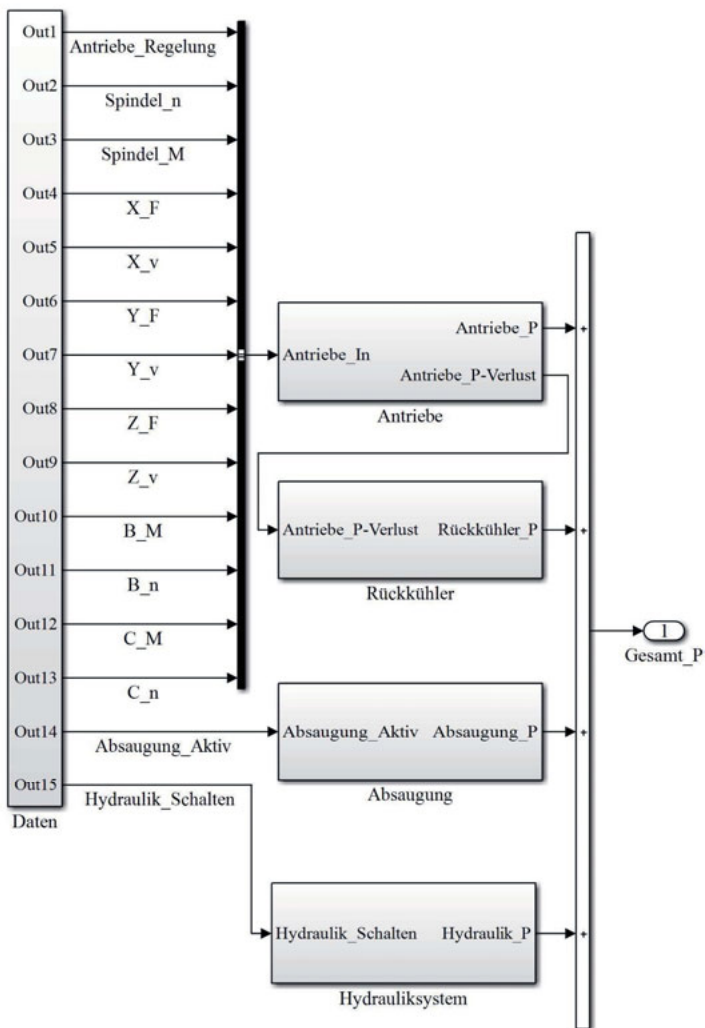 Out1
Antriebe_Regelung
Out2
Spindel_n
Out3
Spindel_M
Out4
X_F
Out5
X_v
Out6
Y_F
Out7
Y_v
Out8
Z_F
Out9
Z_v
Out10
B_M
Out11
B_n
Out12
C_M
Out13
C_n
Out14
Absaugung_Aktiv
Out15
Hydraulik_Schalten
Daten
Antriebe_In
Antriebe_P
+
Antriebe_P-Verlust
Antriebe
Antriebe_P-Verlust
Rückkühler_P
+
Rückkühler
Absaugung_Aktiv
Absaugung_P
+
Absaugung
Hydraulik_Schalten
Hydraulik_P
+
Hydrauliksystem
1
Gesamt_P